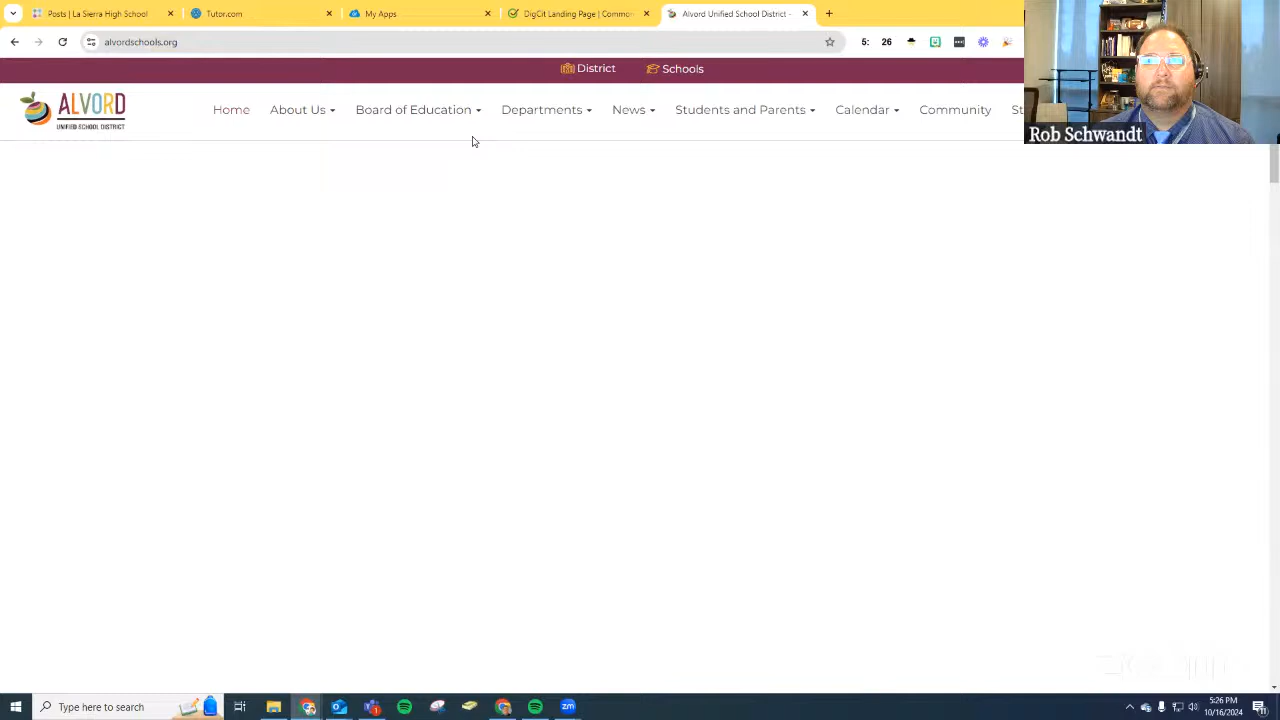 Posts | La Sierra High School
Tutor.com
My Apps
DigCit Landing Page | Common
Alvord Unified School District -
alvordschools.org
5: 26
District
Schools
ALVORD
UNIFIED SCHOOL DISTRICT
Home
About Us
Board of Education
Departments
News
Students and Parents
Calendar
Community
St
Rob Schwandt
Type here to search
zm
5:26 PM
10/16/2024